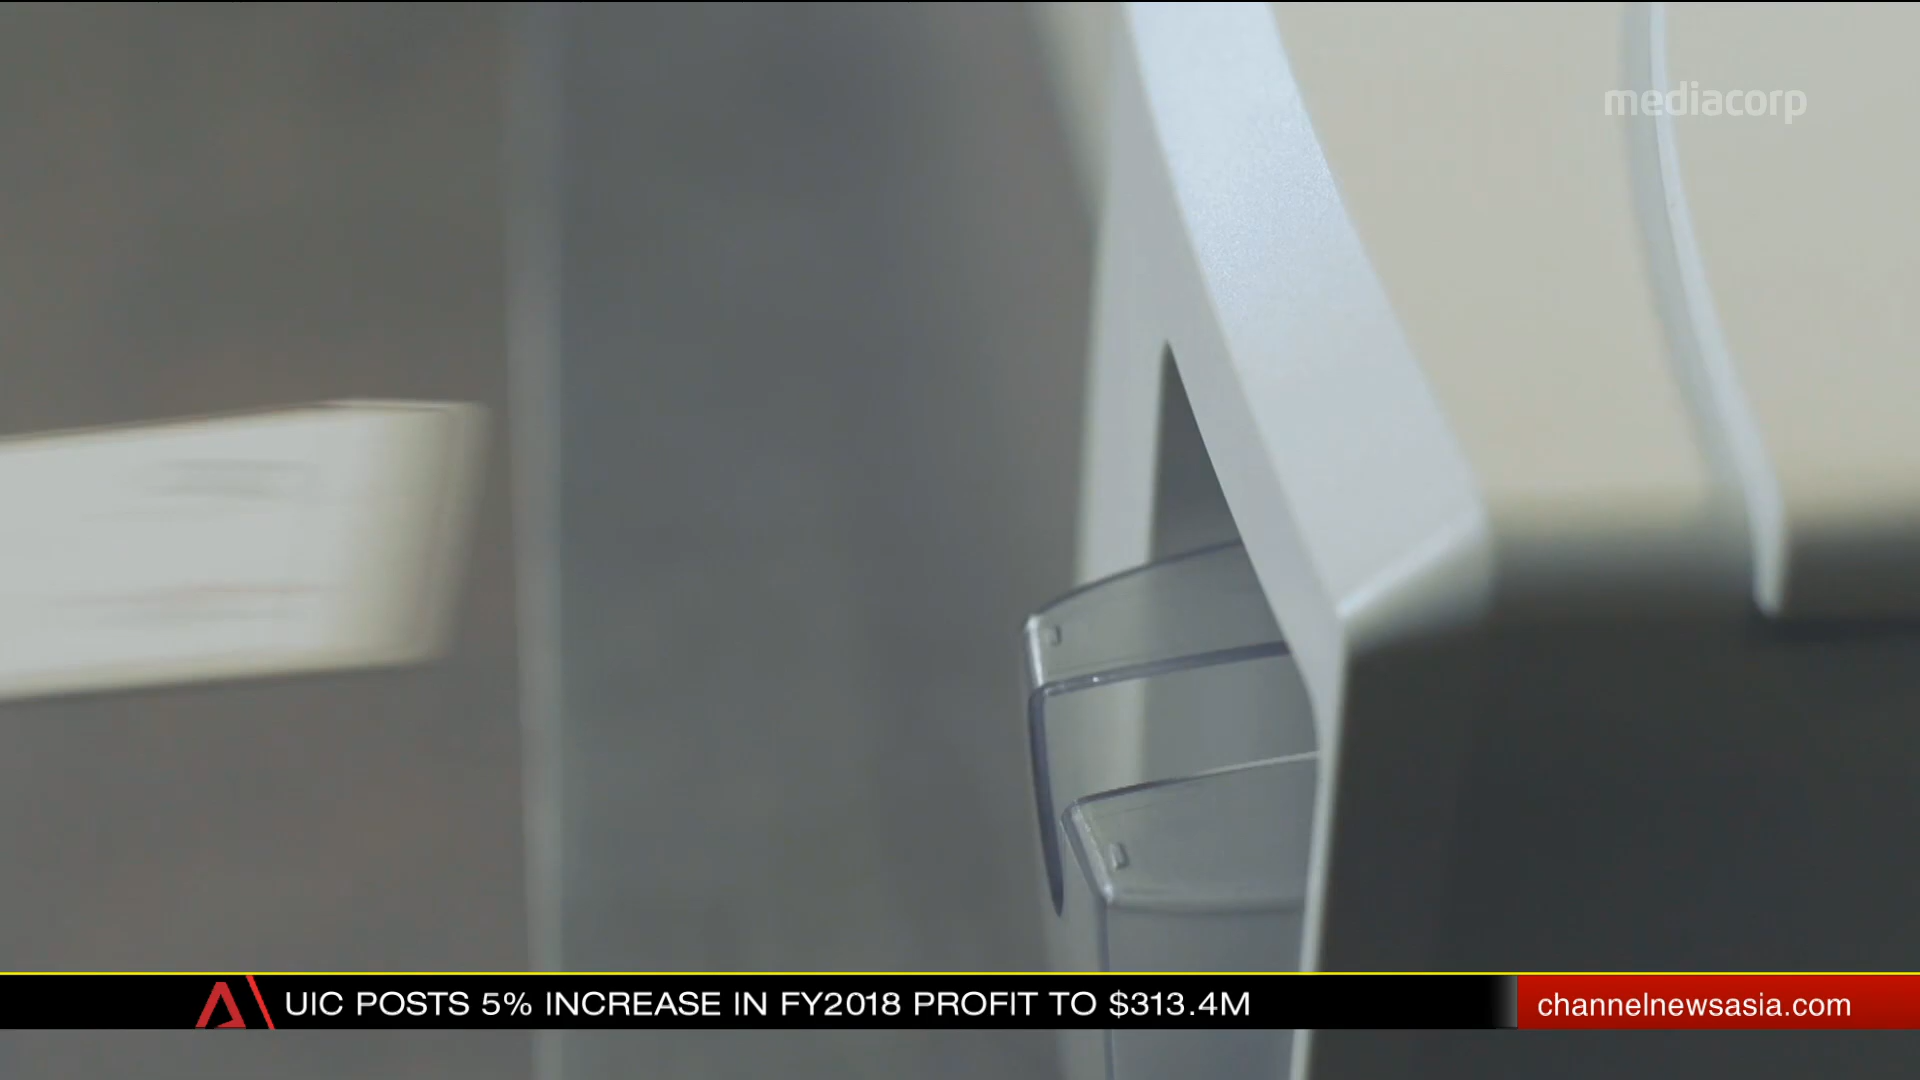 mediacorp
UIC POSTS 5% INCREASE IN FY2018 PROFIT TO $313.4M
channelnewsasia.com